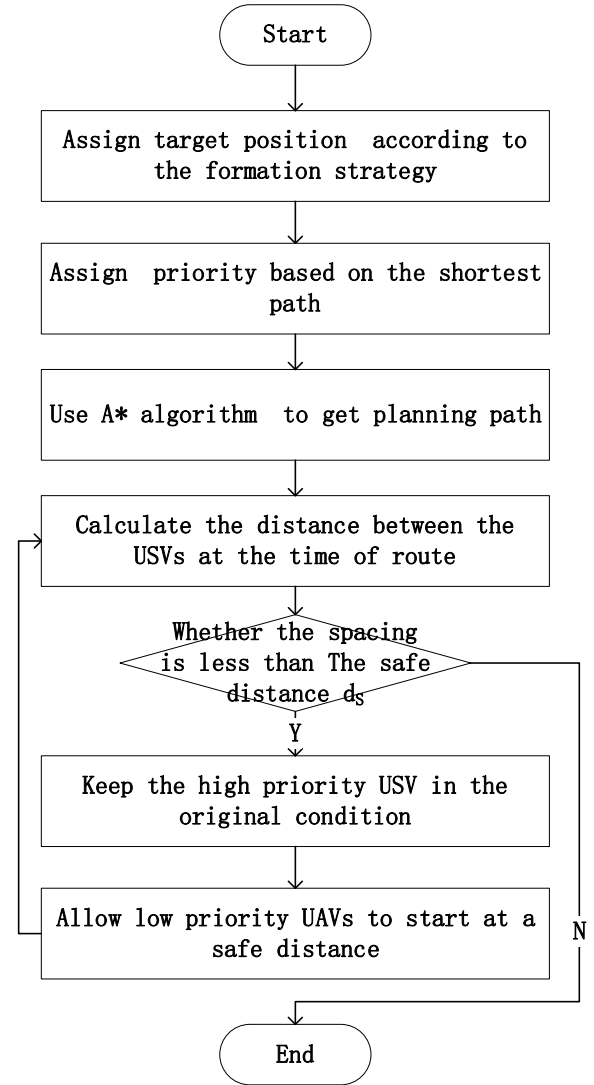 Start
Assign target position  according to
the formation strategy
Assign  priority based on the shortest
path
Use A* algorithm  to get planning path
Calculate the distance between the
USVs at the time of route
Whether the spacing
is less than The safe
distance dₛ
Y
Keep the high priority USV in the
original condition
Allow low priority UAVs to start at a
safe distance
N
End